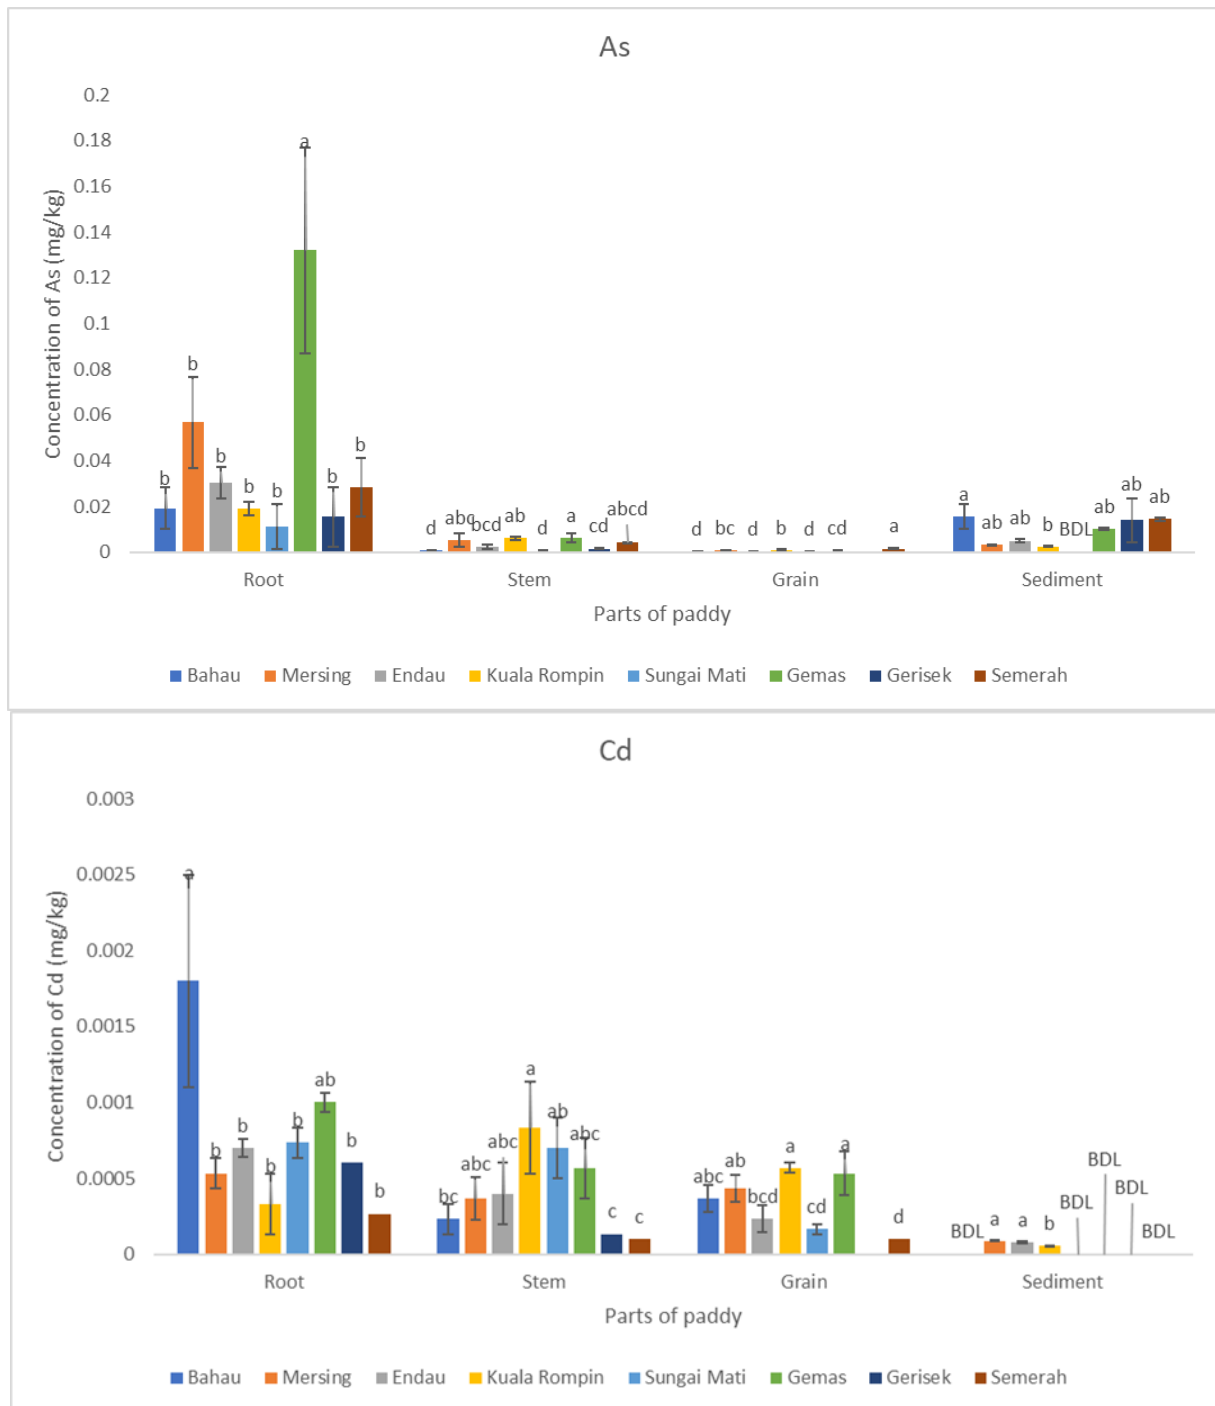 As
0.2
0.18
0.16
0.14
0.12
0.1
0.08
0.06
0.04
0.02
0
Concentration of As (mg/kg)
a
b
b
b
b
b
b
b
d abc bcd ab d a cd abcd
d bc d b d cd a
a ab ab b BDL ab ab ab
Root Stem Grain Sediment
Parts of paddy
Bahau Mersing Endau Kuala Rompin Sungai Mati Gemas Gerisek Semerah
Cd
0.003
0.0025
0.002
0.0015
0.001
0.0005
0
Concentration of Cd (mg/kg)
a b b b b ab b b
bc abc abc a ab abc c c
abc ab bcd a cd a d
BDL a a b BDL BDL BDL BDL
Root Stem Grain Sediment
Parts of paddy
Bahau Mersing Endau Kuala Rompin Sungai Mati Gemas Gerisek Semerah